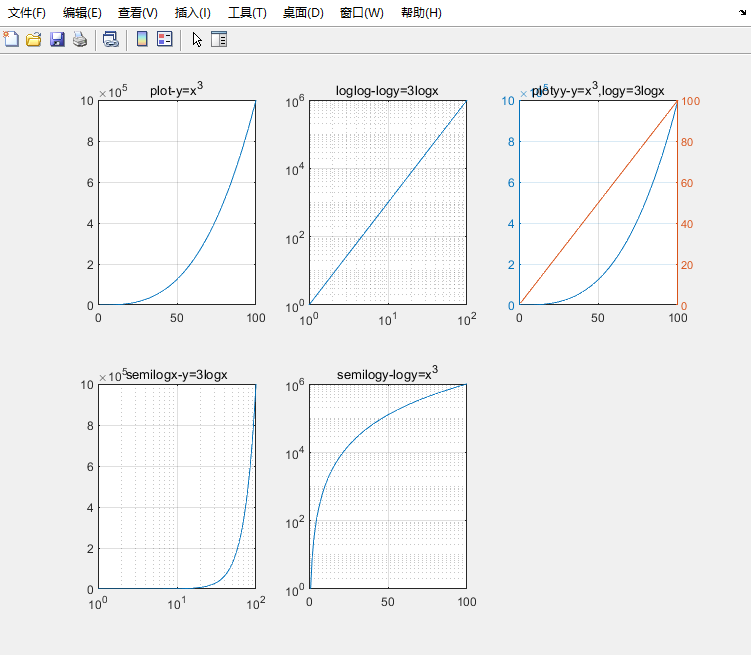 文件(F) 编辑(E) 查看(V) 插入(I) 工具(T) 桌面(D) 窗口(W) 帮助(H)
plot-y=x^3
×10^5
10
8
6
4
2
0
0 50 100
loglog-logy=3logx
10^6
10^4
10^2
10^0
10^0 10^1 10^2
plotyy-y=x^3,logy=3logx
×10^5
10 100
8 80
6 60
4 40
2 20
0 0
0 50 100
semilogx-y=3logx
×10^5
10
8
6
4
2
0
10^0 10^1 10^2
semilogy-logy=x^3
10^6
10^4
10^2
10^0
0 50 100